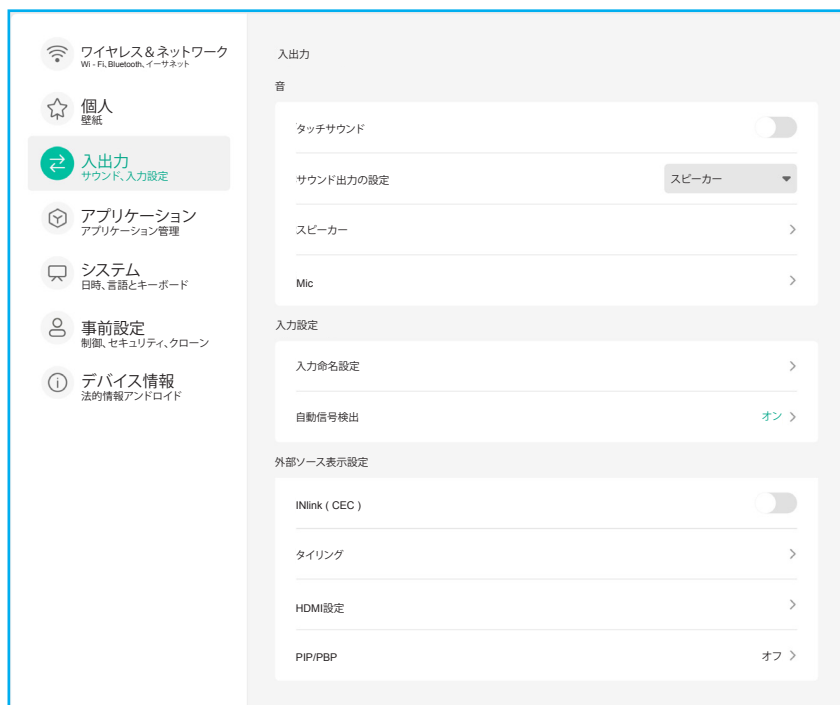 ワイヤレス&ネットワーク
Wi - Fi、Bluetooth、イーサネット
個人
壁紙
入出力
サウンド、入力設定
アプリケーション
アプリケーション管理
システム
日時、言語とキーボード
事前設定
制御、セキュリティ、クローン
デバイス情報
法的情報アンドロイド
入出力
音
タッチサウンド
サウンド出力の設定 スピーカー
スピーカー
Mic
入力設定
入力命名設定
自動信号検出 オン
外部ソース表示設定
INlink ( CEC )
タイリング
HDMI設定
PIP/PBP オフ